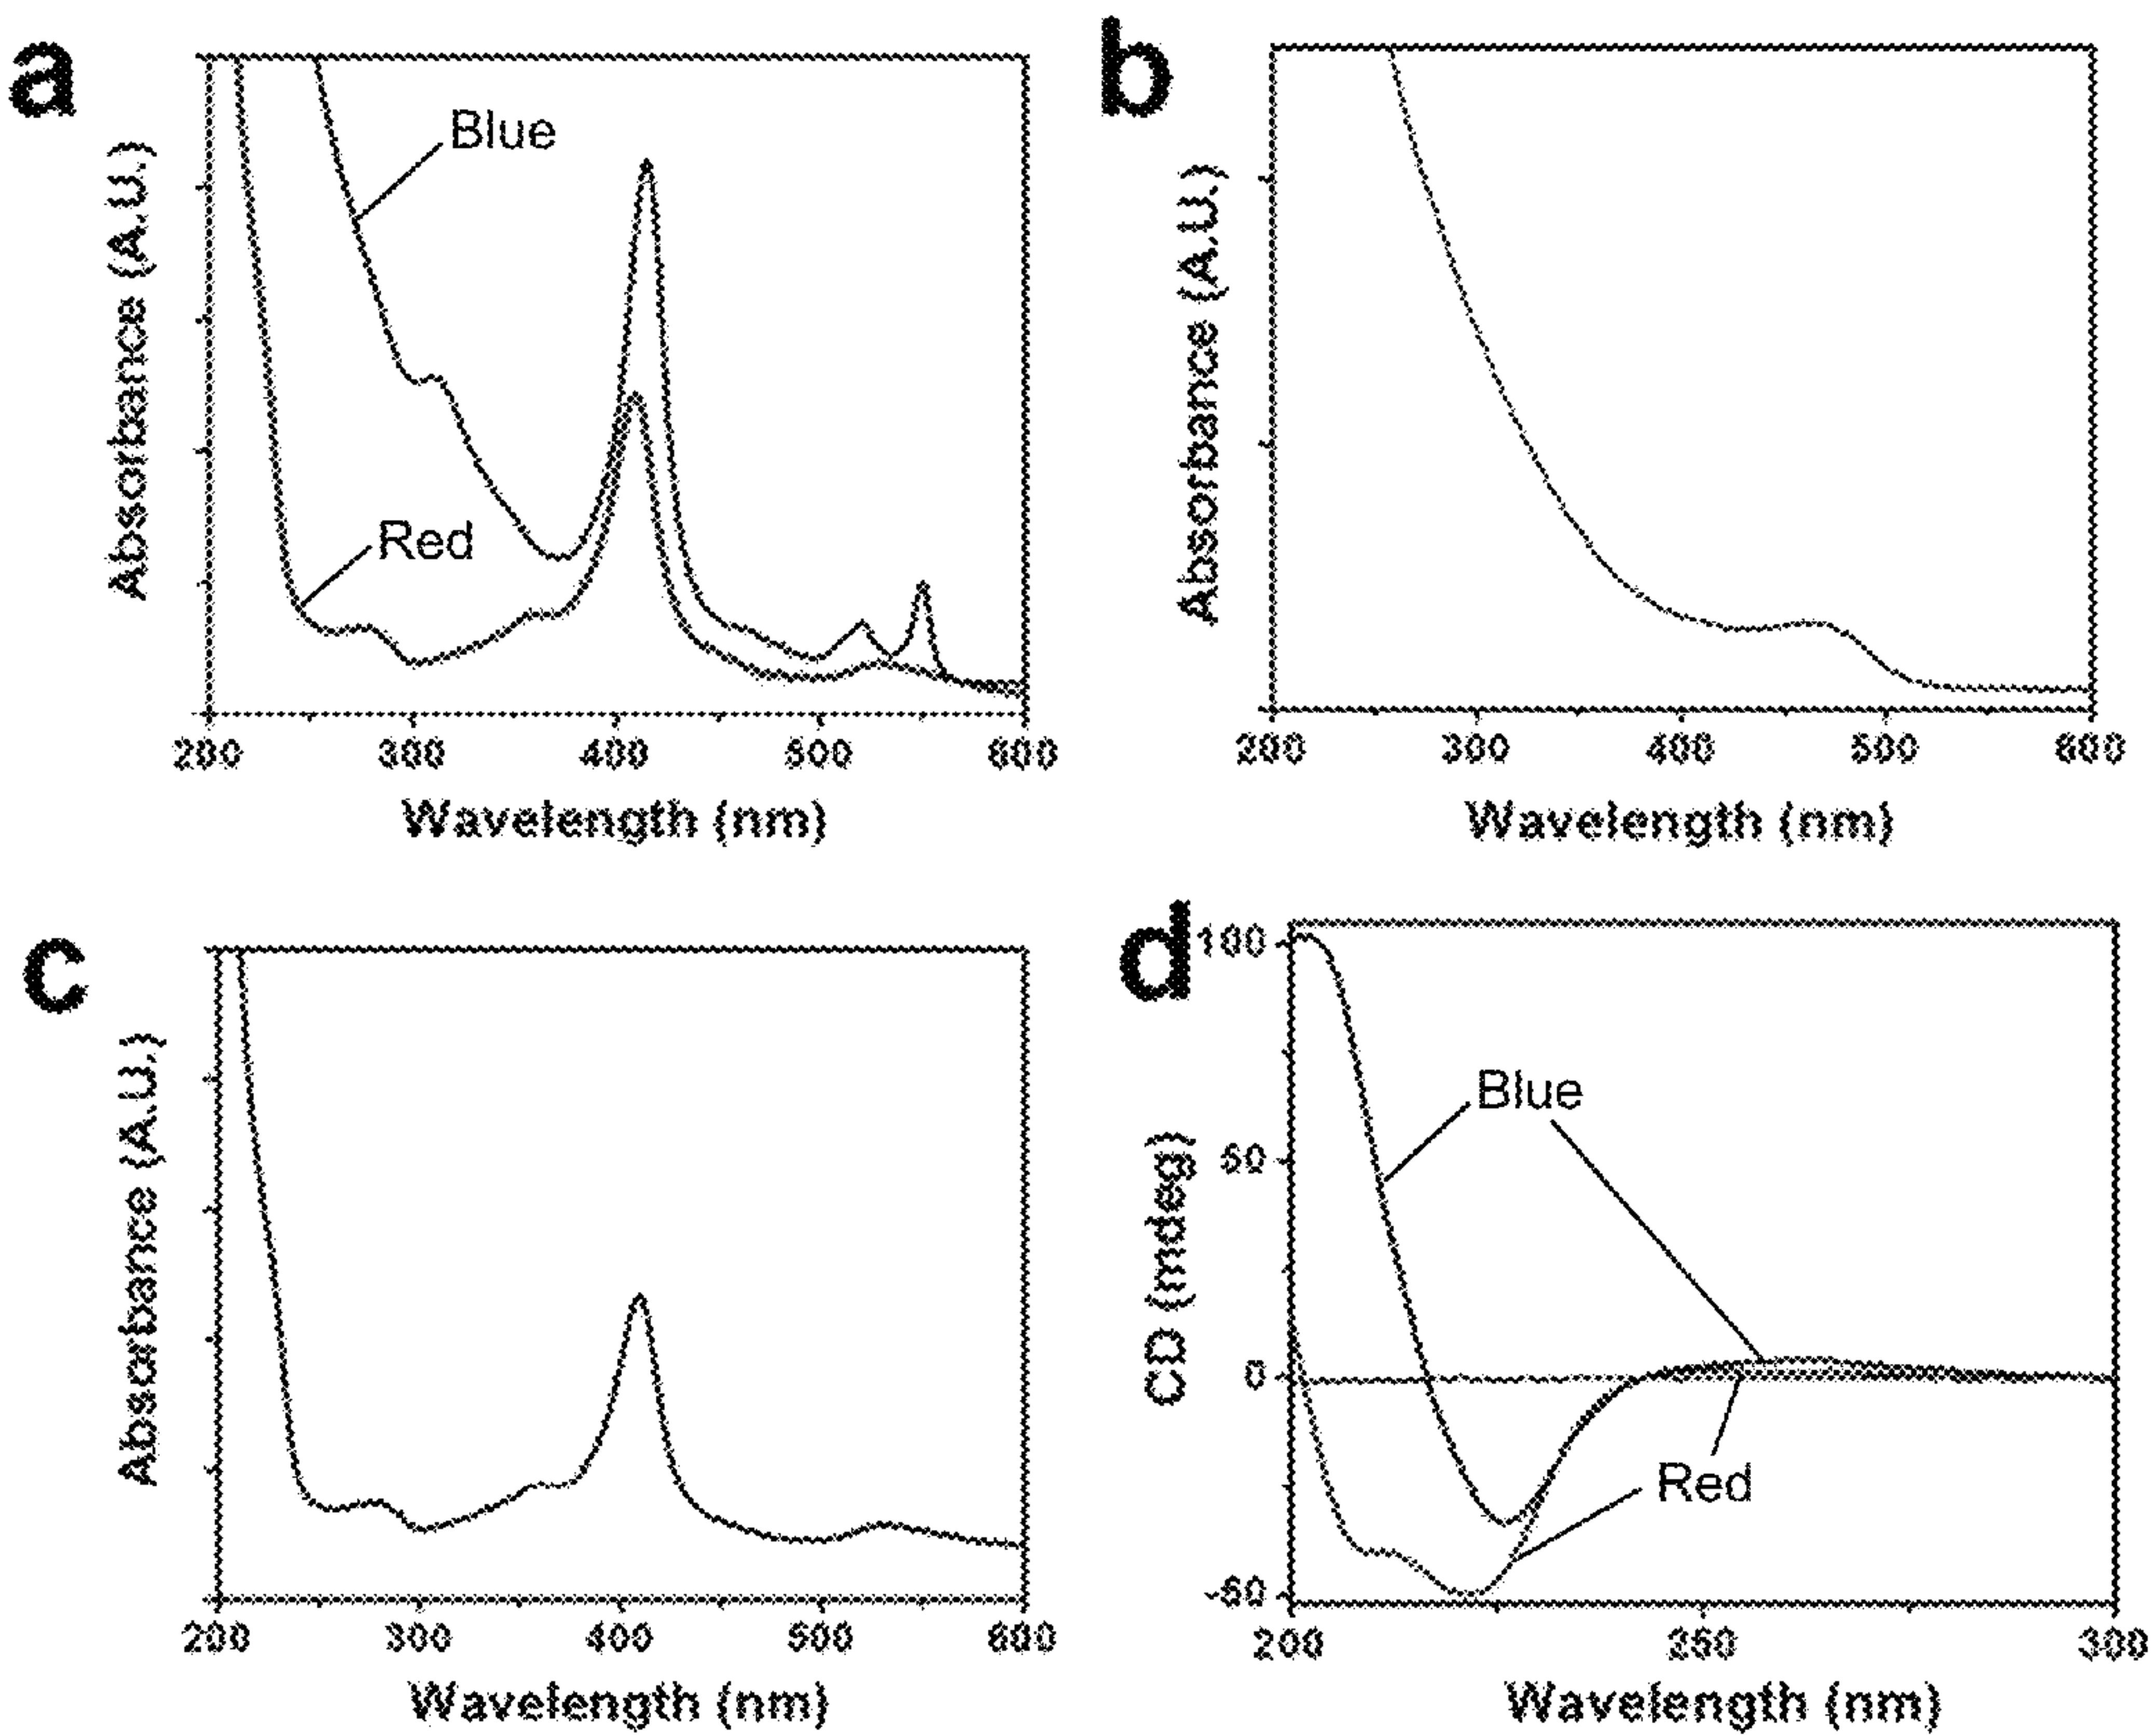 a
Absorbance (A.U.)
Blue
Red
200 300 400 500 600
Wavelength (nm)
b
Absorbance (A.U.)
200 300 400 500 600
Wavelength (nm)
c
Absorbance (A.U.)
200 300 400 500 600
Wavelength (nm)
d
CD (mdeg)
100
50
0
-50
Blue
Red
200 250 300
Wavelength (nm)